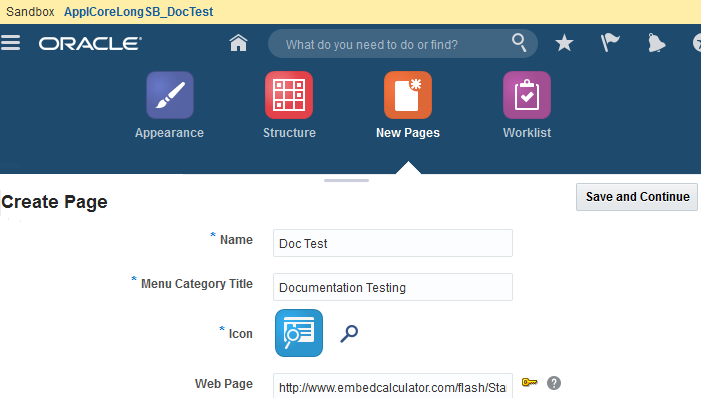 Sandbox ApplCoreLongSB_DocTest
ORACLE
What do you need to do or find?
Appearance
Structure
New Pages
Worklist
Create Page
Save and Continue
* Name
Doc Test
* Menu Category Title
Documentation Testing
* Icon
Web Page
http://www.embedcalculator.com/flash/Sta
?